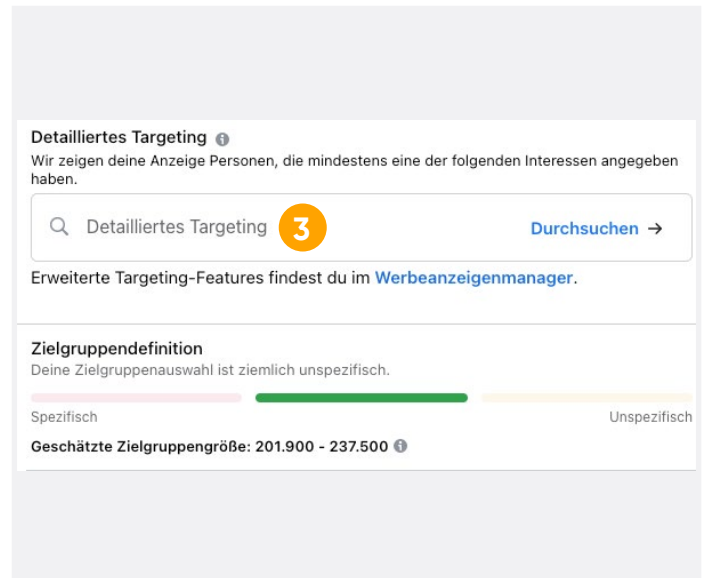 Detailliertes Targeting
Wir zeigen deine Anzeige Personen, die mindestens eine der folgenden Interessen angegeben
haben.
Detailliertes Targeting 3 Durchsuchen →
Erweiterte Targeting-Features findest du im Werbeanzeigenmanager.
Zielgruppendefinition
Deine Zielgruppenauswahl ist ziemlich unspezifisch.
Spezifisch Unspezifisch
Geschätzte Zielgruppengröße: 201.900 - 237.500